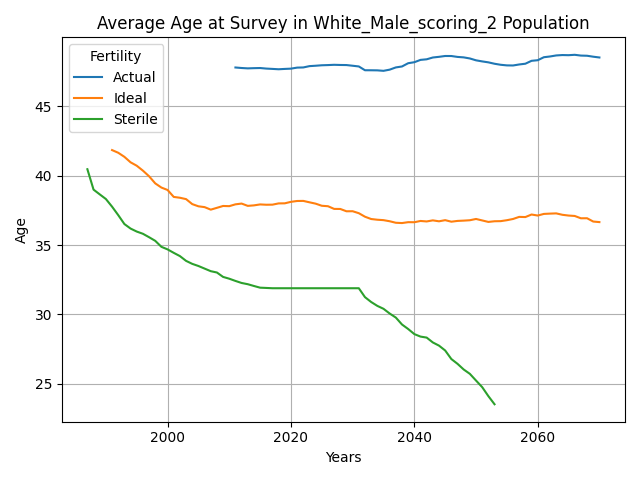 Average Age at Survey in White_Male_scoring_2 Population
Fertility
Actual
Ideal
Sterile
Age
45
40
35
30
25
2000
2020
2040
2060
Years